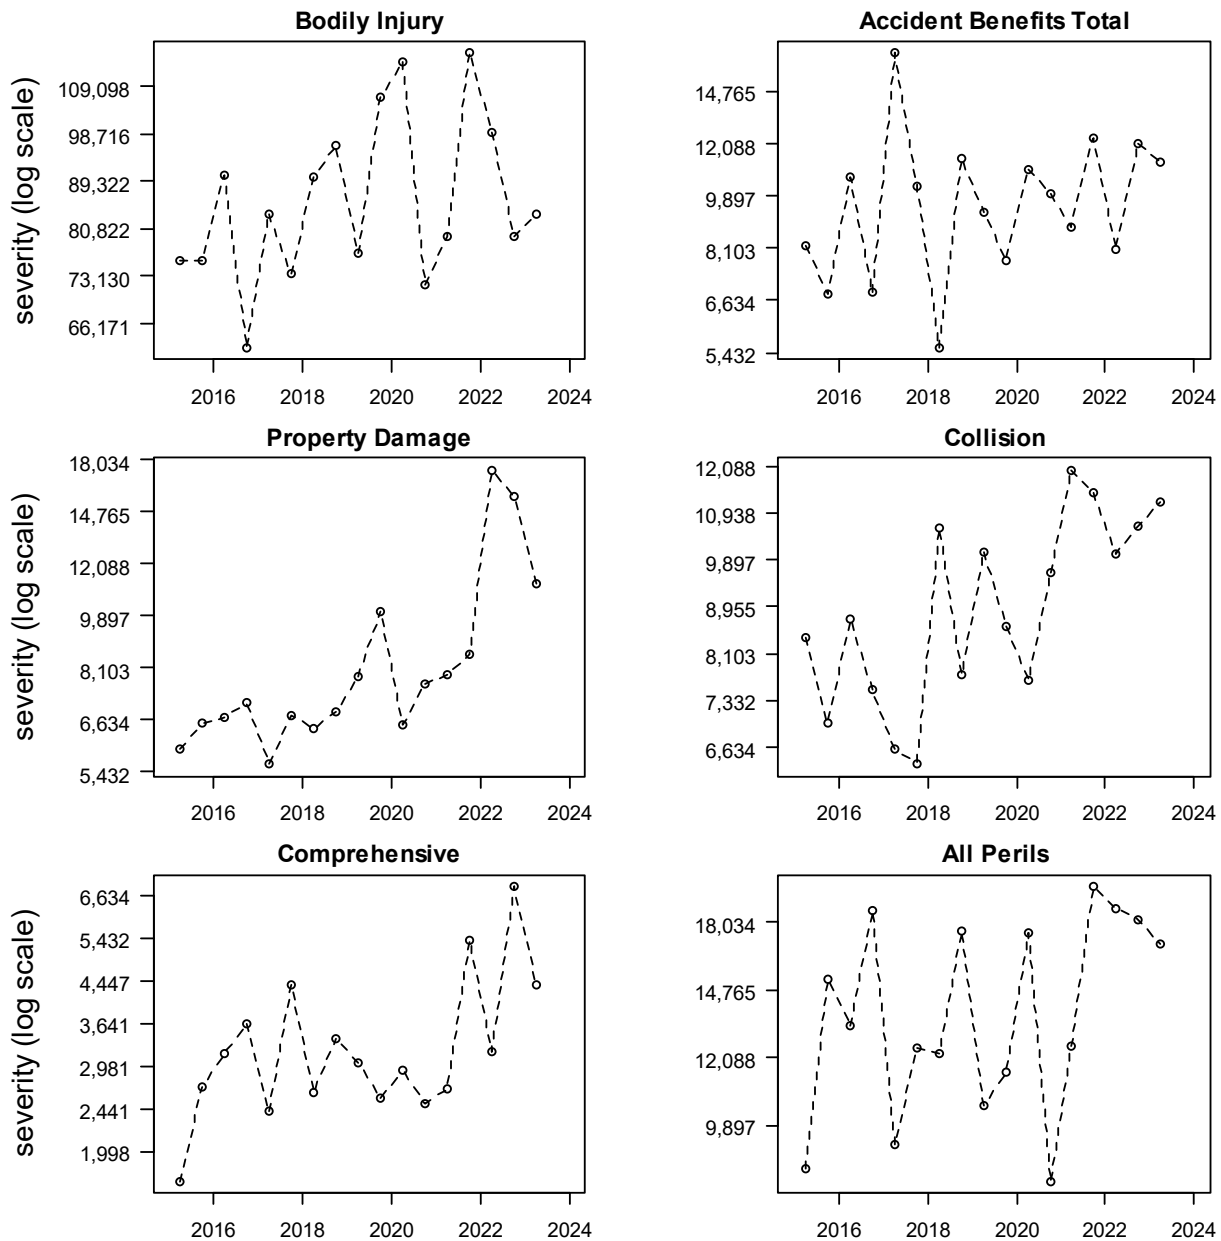 Bodily Injury
severity (log scale)
109,098
98,716
89,322
80,822
73,130
66,171
2016 2018 2020 2022 2024
Accident Benefits Total
14,765
12,088
9,897
8,103
6,634
5,432
2016 2018 2020 2022 2024
Property Damage
severity (log scale)
18,034
14,765
12,088
9,897
8,103
6,634
5,432
2016 2018 2020 2022 2024
Collision
12,088
10,938
9,897
8,955
8,103
7,332
6,634
2016 2018 2020 2022 2024
Comprehensive
severity (log scale)
6,634
5,432
4,447
3,641
2,981
2,441
1,998
2016 2018 2020 2022 2024
All Perils
18,034
14,765
12,088
9,897
2016 2018 2020 2022 2024